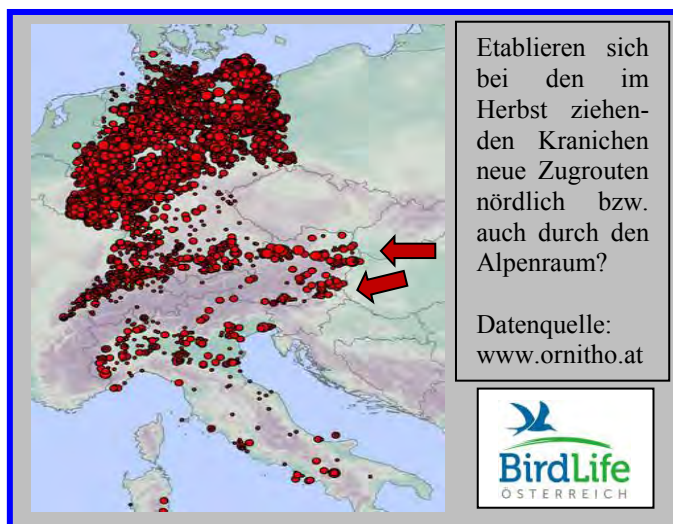 Etablieren sich
bei den im
Herbst ziehen-
den Kranichen
neue Zugrouten
nördlich bzw.
auch durch den
Alpenraum?
Datenquelle:
www.ornitho.at
BirdLife
ÖSTERREICH